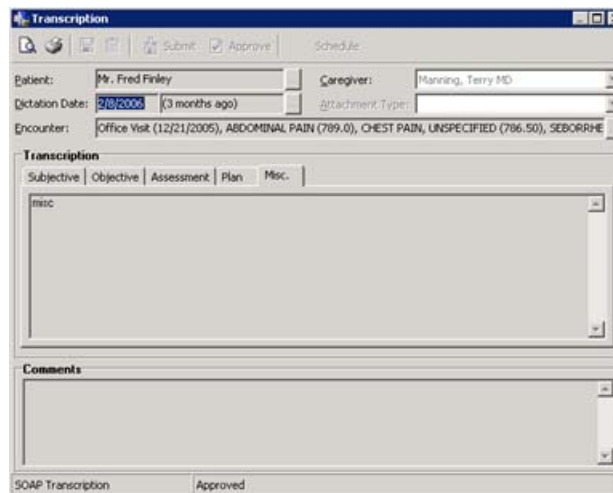 Transcription
Submit Approve Schedule
Patient: Mr. Fred Finley Caregiver: Manning, Terry MD
Dictation Date: 2/8/2006 (3 months ago) Attachment Type:
Encounter: Office Visit (12/21/2005), ABDOMINAL PAIN (789.0), CHEST PAIN, UNSPECIFIED (786.50), SEBORRHE
Transcription
Subjective Objective Assessment Plan Misc.
misc
Comments
SOAP Transcription Approved